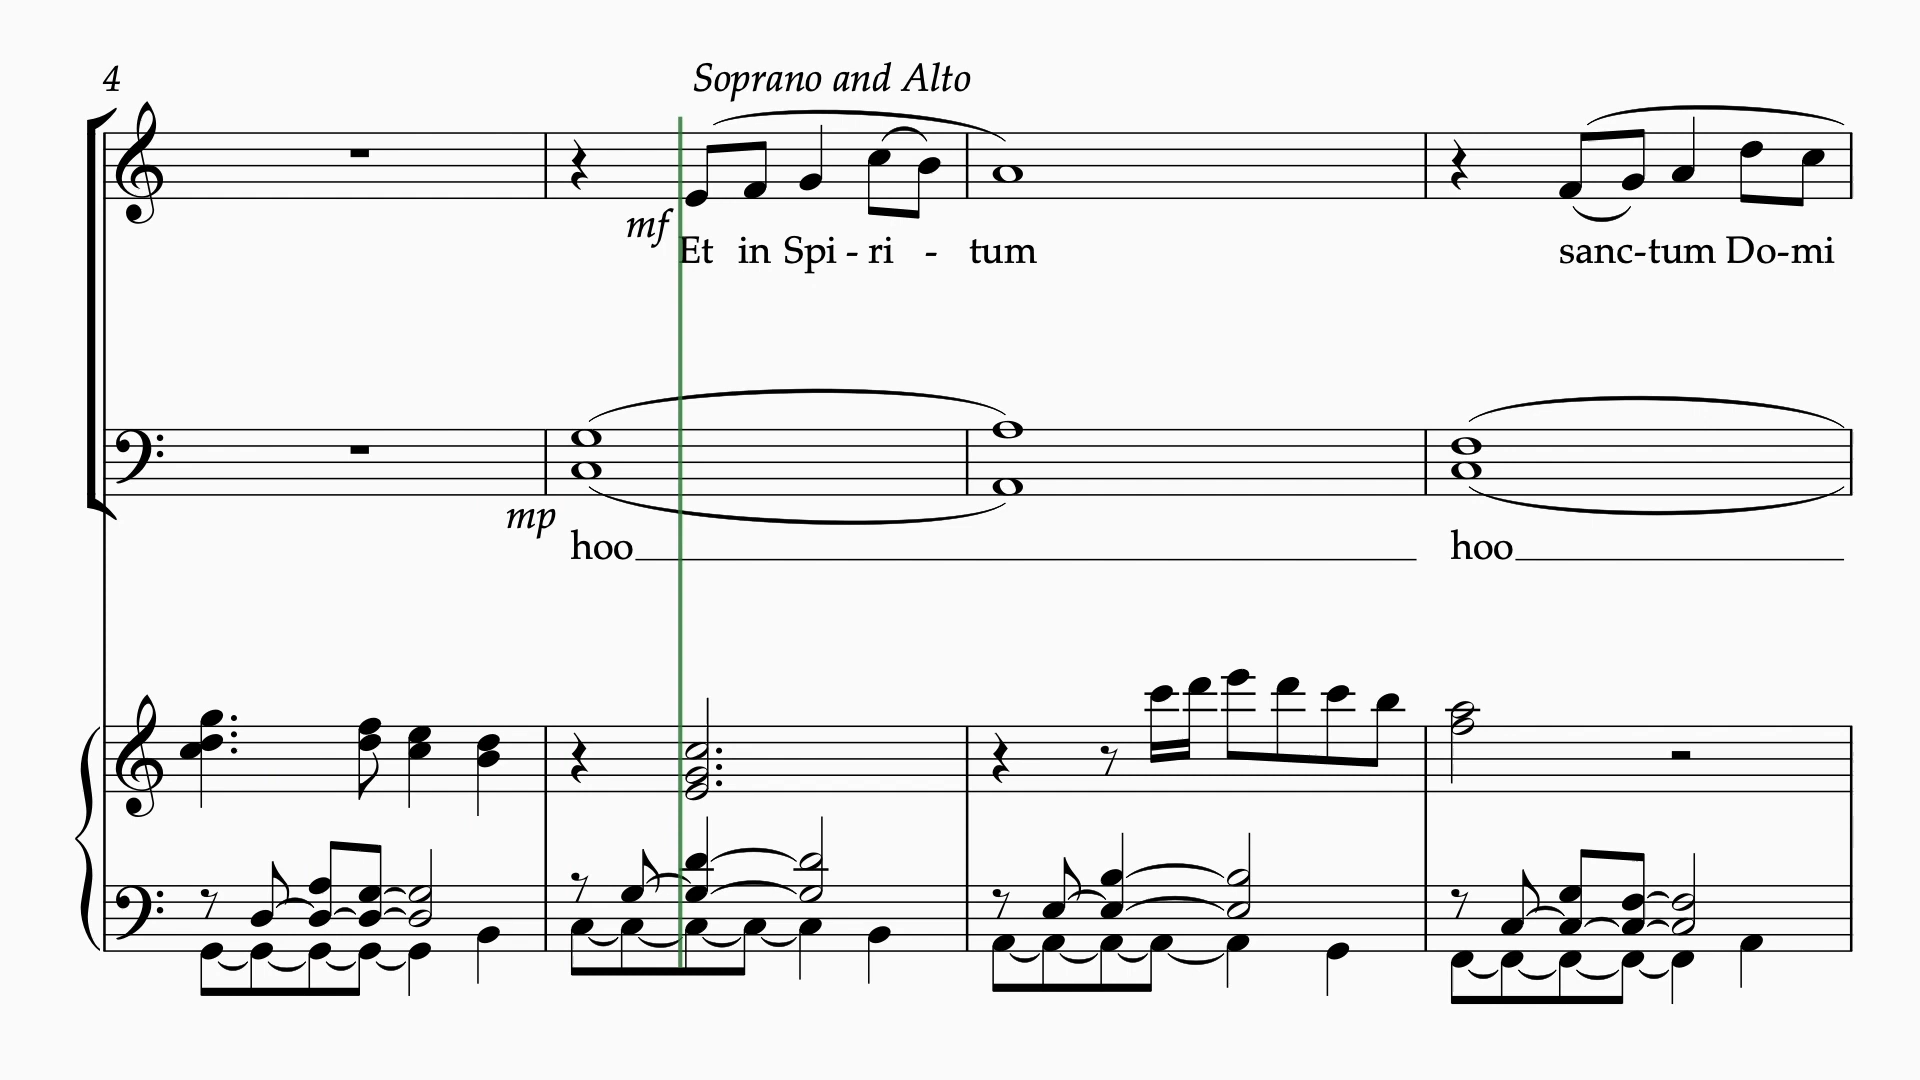 4
Soprano and Alto
mf
Et in Spi - ri - tum sanc-tum Do-mi
mp
hoo hoo